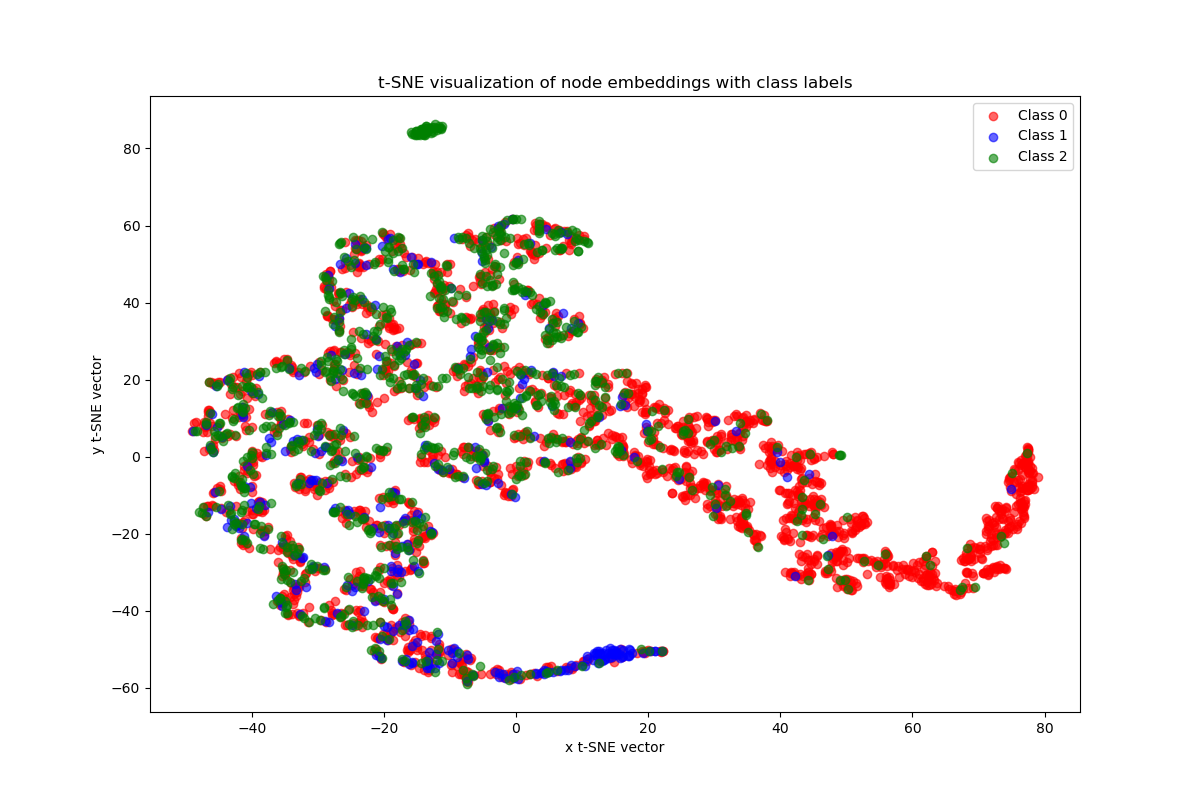 t-SNE visualization of node embeddings with class labels
Class 0
Class 1
Class 2
80
60
40
20
0
−20
−40
−60
y t-SNE vector
−40
−20
0
20
40
60
80
x t-SNE vector